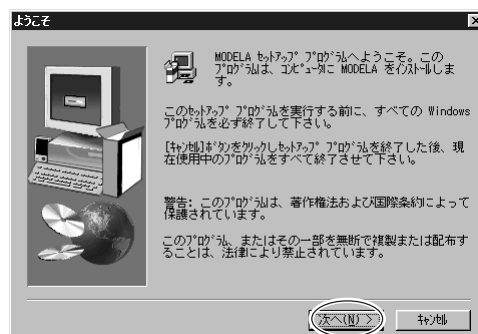 ようこそ
MODELA ｾｯﾄｱｯﾌﾟ ﾌﾟﾛｸﾞﾗﾑへようこそ。この
ﾌﾟﾛｸﾞﾗﾑは、ｺﾝﾋﾟｭｰﾀに MODELA をｲﾝｽﾄｰﾙしま
す。
このｾｯﾄｱｯﾌﾟ ﾌﾟﾛｸﾞﾗﾑを実行する前に、すべての Windows
ﾌﾟﾛｸﾞﾗﾑを必ず終了して下さい。
[ｷｬﾝｾﾙ]ﾎﾞﾀﾝをｸﾘｯｸしｾｯﾄｱｯﾌﾟ ﾌﾟﾛｸﾞﾗﾑを終了した後、現
在使用中のﾌﾟﾛｸﾞﾗﾑをすべて終了させて下さい。
警告: このﾌﾟﾛｸﾞﾗﾑは、著作権法および国際条約によって
保護されています。
このﾌﾟﾛｸﾞﾗﾑ、またはその一部を無断で複製または配布す
ることは、法律により禁止されています。
次へ(N) >
ｷｬﾝｾﾙ